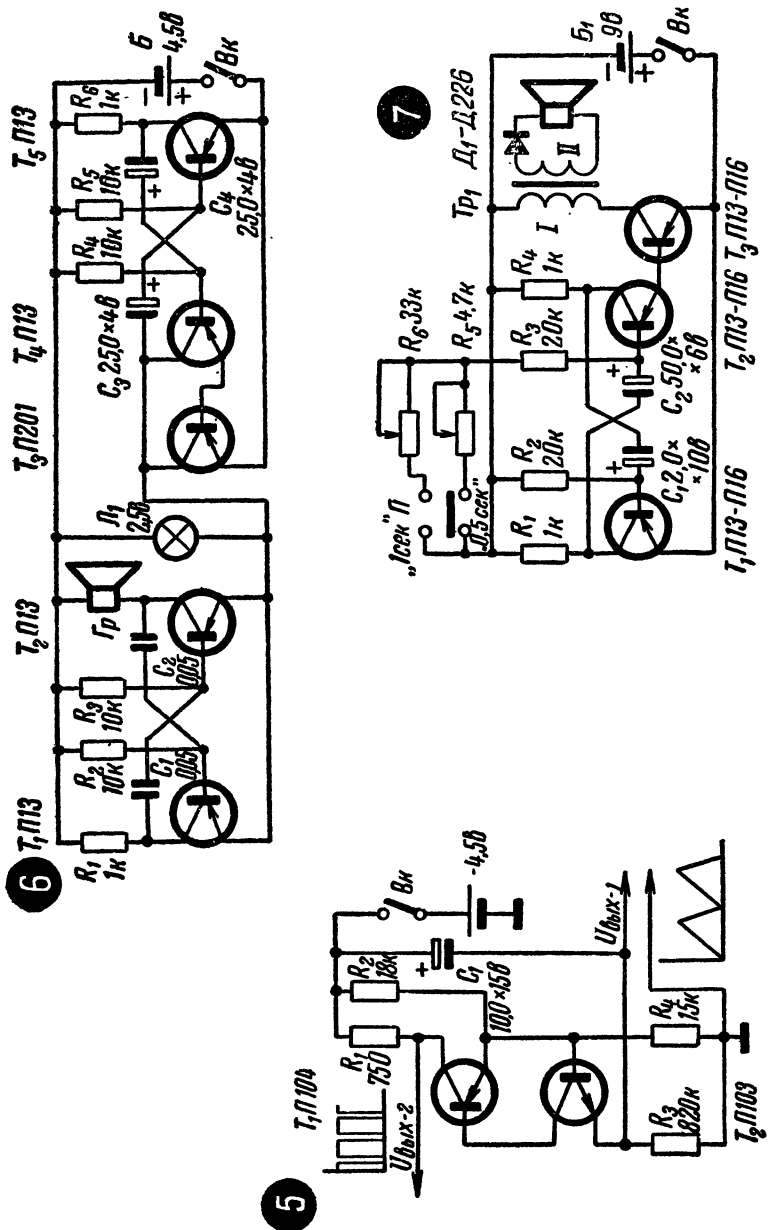 6
T₁ П13
T₂ П13
T₃ П201
T₄ П13
T₅ П13
R₁
1к
R₂
10к
R₃
10к
Гр
Л₁
2,5в
R₄
10к
R₅
10к
R₆
1к
Б
4,5в
−
+
Вк
C₁
0,05
C₂
0,05
C₃ 25,0×4в
+
+
C₄
25,0×4в
5
T₁ П104
Uвых-2
R₁
750
R₂
18к
Вк
-4,5в
+
C₁
10,0×15в
Uвых-1
R₃
820к
R₄
15к
T₂ П103
7
„1сек" П
„0,5сек"
R₆ 33к
R₅ 4,7к
Тр₁
Д₁-Д226
I
II
R₁
1к
R₂
20к
R₃
20к
R₄
1к
Б₁
9в
−
+
Вк
+
+
C₁ 2,0×
×10в
C₂ 50,0×
×6в
T₁ П13-П16
T₂ П13-П16
T₃ П13-П16